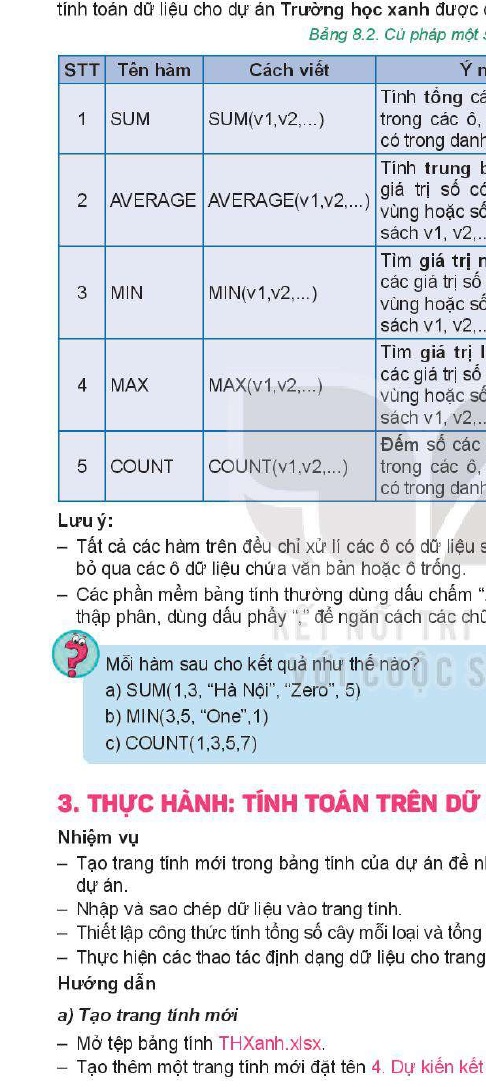 tính toán dữ liệu cho dự án Trường học xanh được
Bảng 8.2. Cú pháp một
STT Tên hàm Cách viết Ý
1 SUM SUM(v1,v2,...)
Tính tổng
trong các ô,
có trong danh
2 AVERAGE AVERAGE(v1,v2,...)
Tính trung
giá trị số có
vùng hoặc số
sách v1, v2,..
3 MIN MIN(v1,v2,...)
Tìm giá trị
các giá trị số
vùng hoặc số
sách v1, v2,..
4 MAX MAX(v1,v2,...)
Tìm giá trị
các giá trị số
vùng hoặc số
sách v1, v2,..
5 COUNT COUNT(v1,v2,...)
Đếm số các
trong các ô,
có trong danh
Lưu ý:
– Tất cả các hàm trên đều chỉ xử lí các ô có dữ liệu
bỏ qua các ô dữ liệu chứa văn bản hoặc ô trống.
– Các phần mềm bảng tính thường dùng dấu chấm “.
thập phân, dùng dấu phẩy “,” để ngăn cách các
KẾT NỐI TRI
VỚI CUỘC S
? Mỗi hàm sau cho kết quả như thế nào?
a) SUM(1,3, “Hà Nội”, “Zero”, 5)
b) MIN(3,5, “One”,1)
c) COUNT(1,3,5,7)
3. THỰC HÀNH: TÍNH TOÁN TRÊN DỮ
Nhiệm vụ
– Tạo trang tính mới trong bảng tính của dự án để
dự án.
– Nhập và sao chép dữ liệu vào trang tính.
– Thiết lập công thức tính tổng số cây mỗi loại và tổng
– Thực hiện các thao tác định dạng dữ liệu cho trang
Hướng dẫn
a) Tạo trang tính mới
– Mở tệp bảng tính THXanh.xlsx.
– Tạo thêm một trang tính mới đặt tên 4. Dự kiến kết